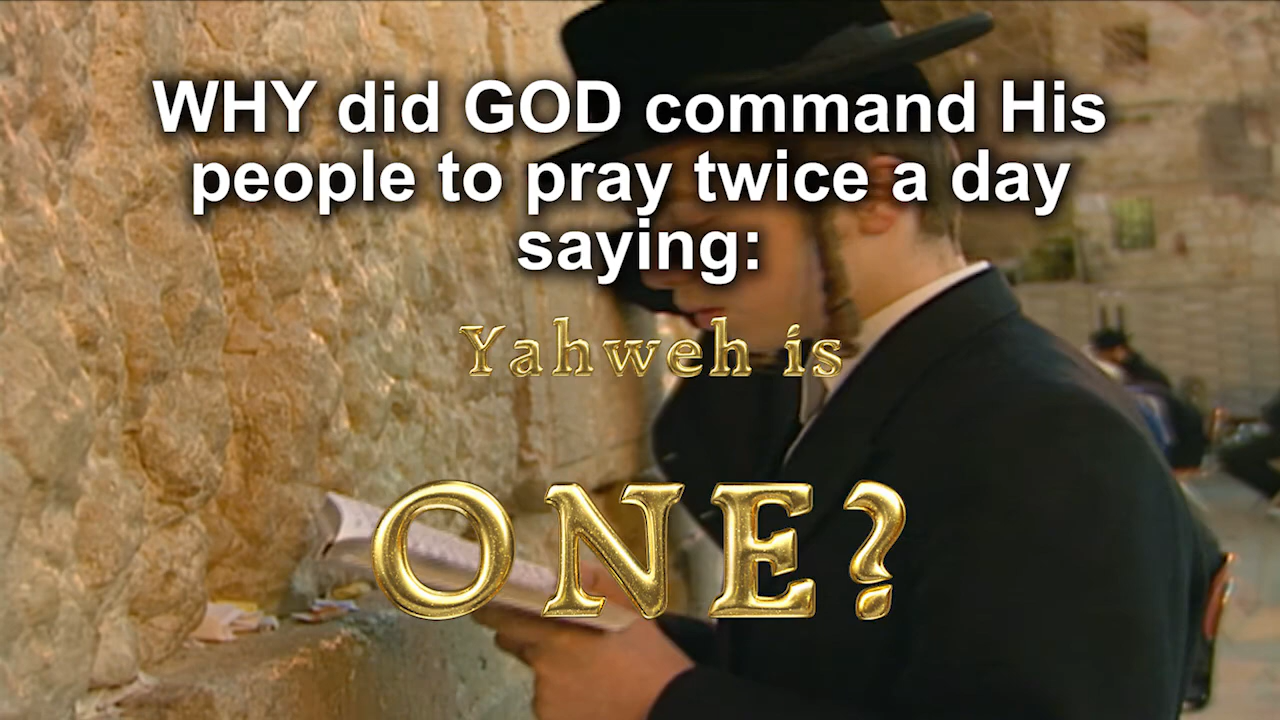 WHY did GOD command His
people to pray twice a day
saying:
Yahweh is
ONE?